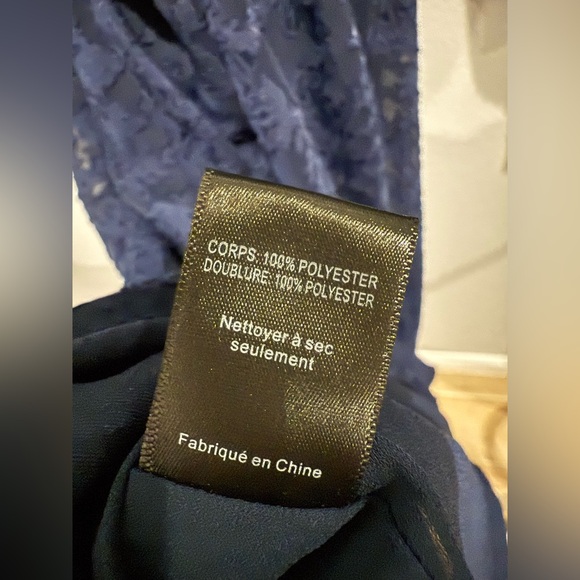 CORPS: 100% POLYESTER
DOUBLURE: 100% POLYESTER
Nettoyer à sec
seulement
Fabriqué en Chine